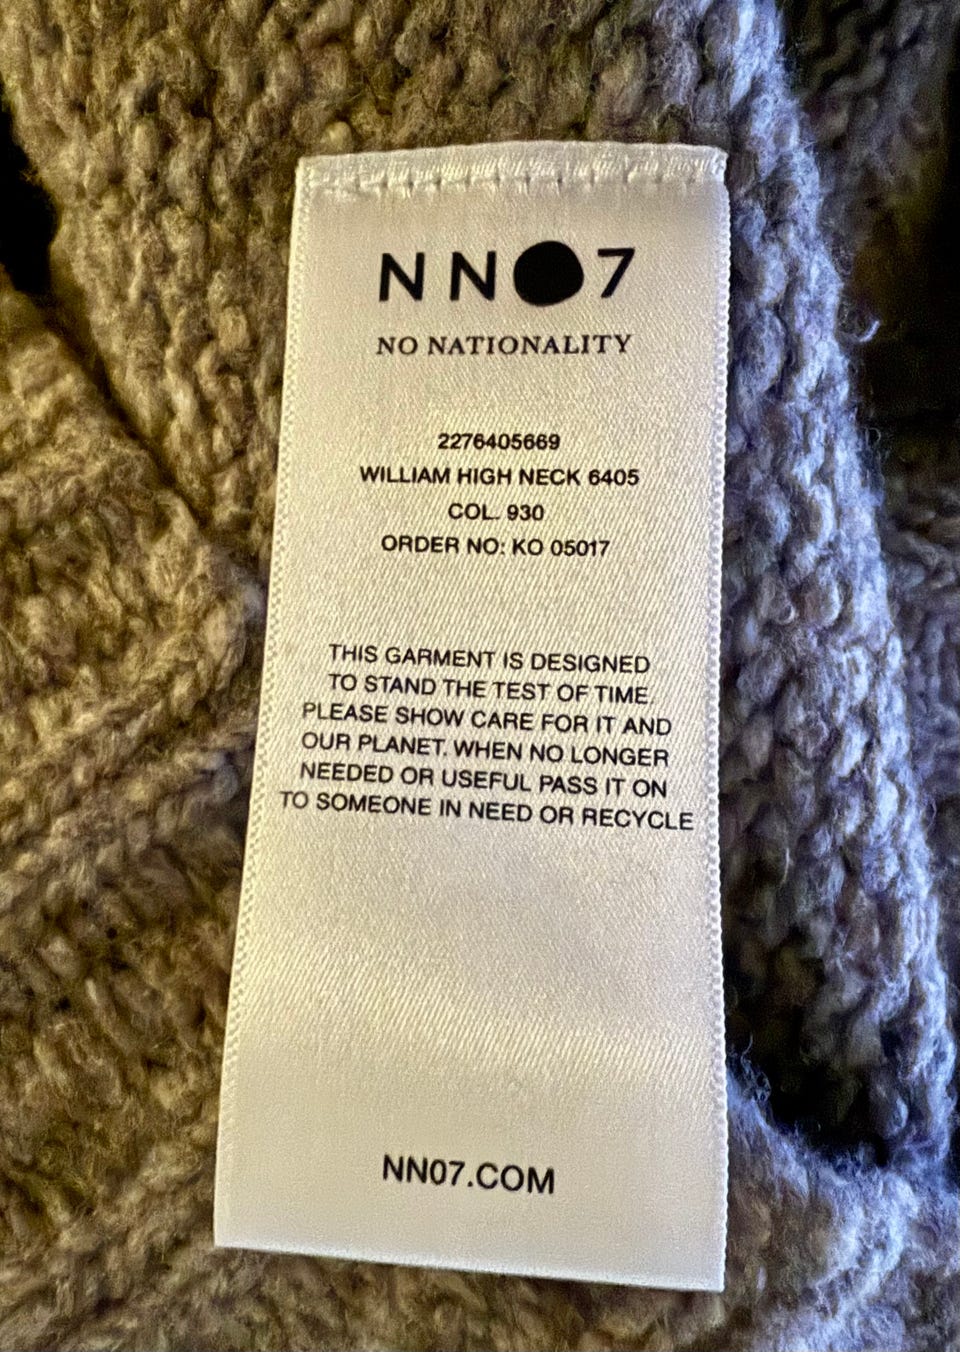 NN07
NO NATIONALITY
2276405669
WILLIAM HIGH NECK 6405
COL. 930
ORDER NO: KO 05017
THIS GARMENT IS DESIGNED
TO STAND THE TEST OF TIME
PLEASE SHOW CARE FOR IT AND
OUR PLANET. WHEN NO LONGER
NEEDED OR USEFUL PASS IT ON
TO SOMEONE IN NEED OR RECYCLE
NN07.COM